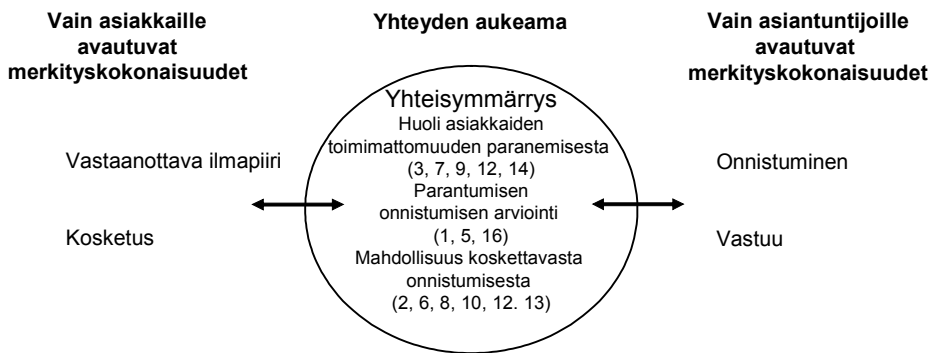 Vain asiakkaille
avautuvat
merkityskokonaisuudet
Yhteyden aukeama
Vain asiantuntijoille
avautuvat
merkityskokonaisuudet
Yhteisymmärrys
Huoli asiakkaiden
toimimattomuuden paranemisesta
(3, 7, 9, 12, 14)
Parantumisen
onnistumisen arviointi
(1, 5, 16)
Mahdollisuus koskettavasta
onnistumisesta
(2, 6, 8, 10, 12. 13)
Vastaanottava ilmapiiri
Kosketus
Onnistuminen
Vastuu